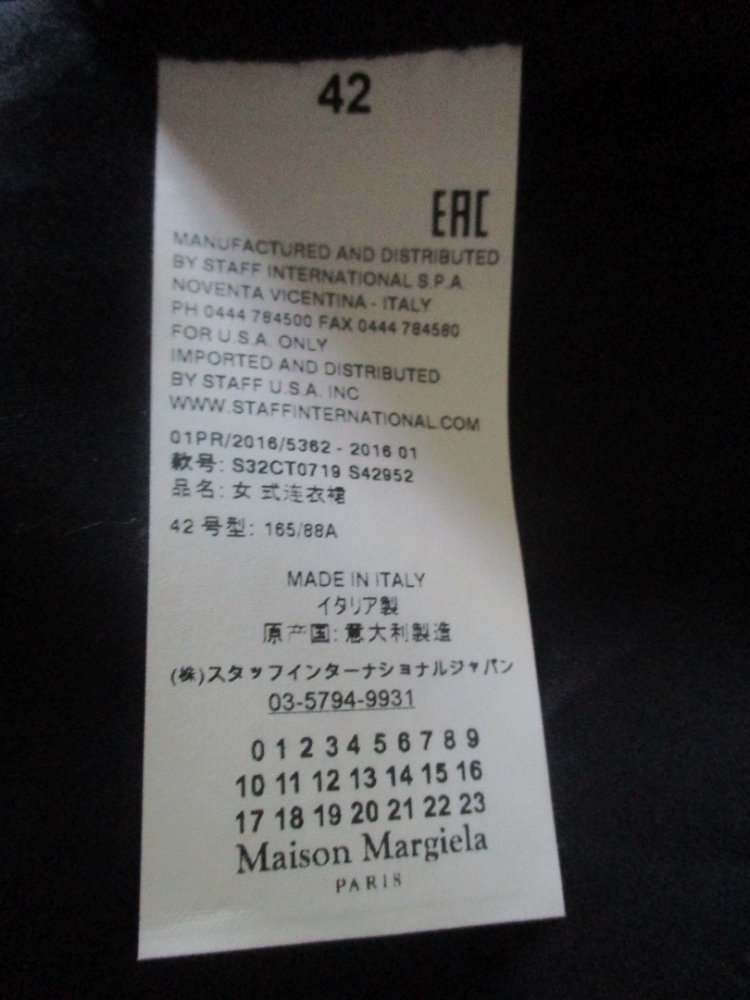 42
EAC
MANUFACTURED AND DISTRIBUTED
BY STAFF INTERNATIONAL S.P.A.
NOVENTA VICENTINA - ITALY
PH 0444 784500 FAX 0444 784580
FOR U.S.A. ONLY
IMPORTED AND DISTRIBUTED
BY STAFF U.S.A. INC
WWW.STAFFINTERNATIONAL.COM
01PR/2016/5362 - 2016 01
款号: S32CT0719 S42952
品名: 女 式连衣裙
42 号型: 165/88A
MADE IN ITALY
イタリア製
原产国: 意大利製造
(株)スタッフインターナショナルジャパン
03-5794-9931
0 1 2 3 4 5 6 7 8 9
10 11 12 13 14 15 16
17 18 19 20 21 22 23
Maison Margiela
PARIS